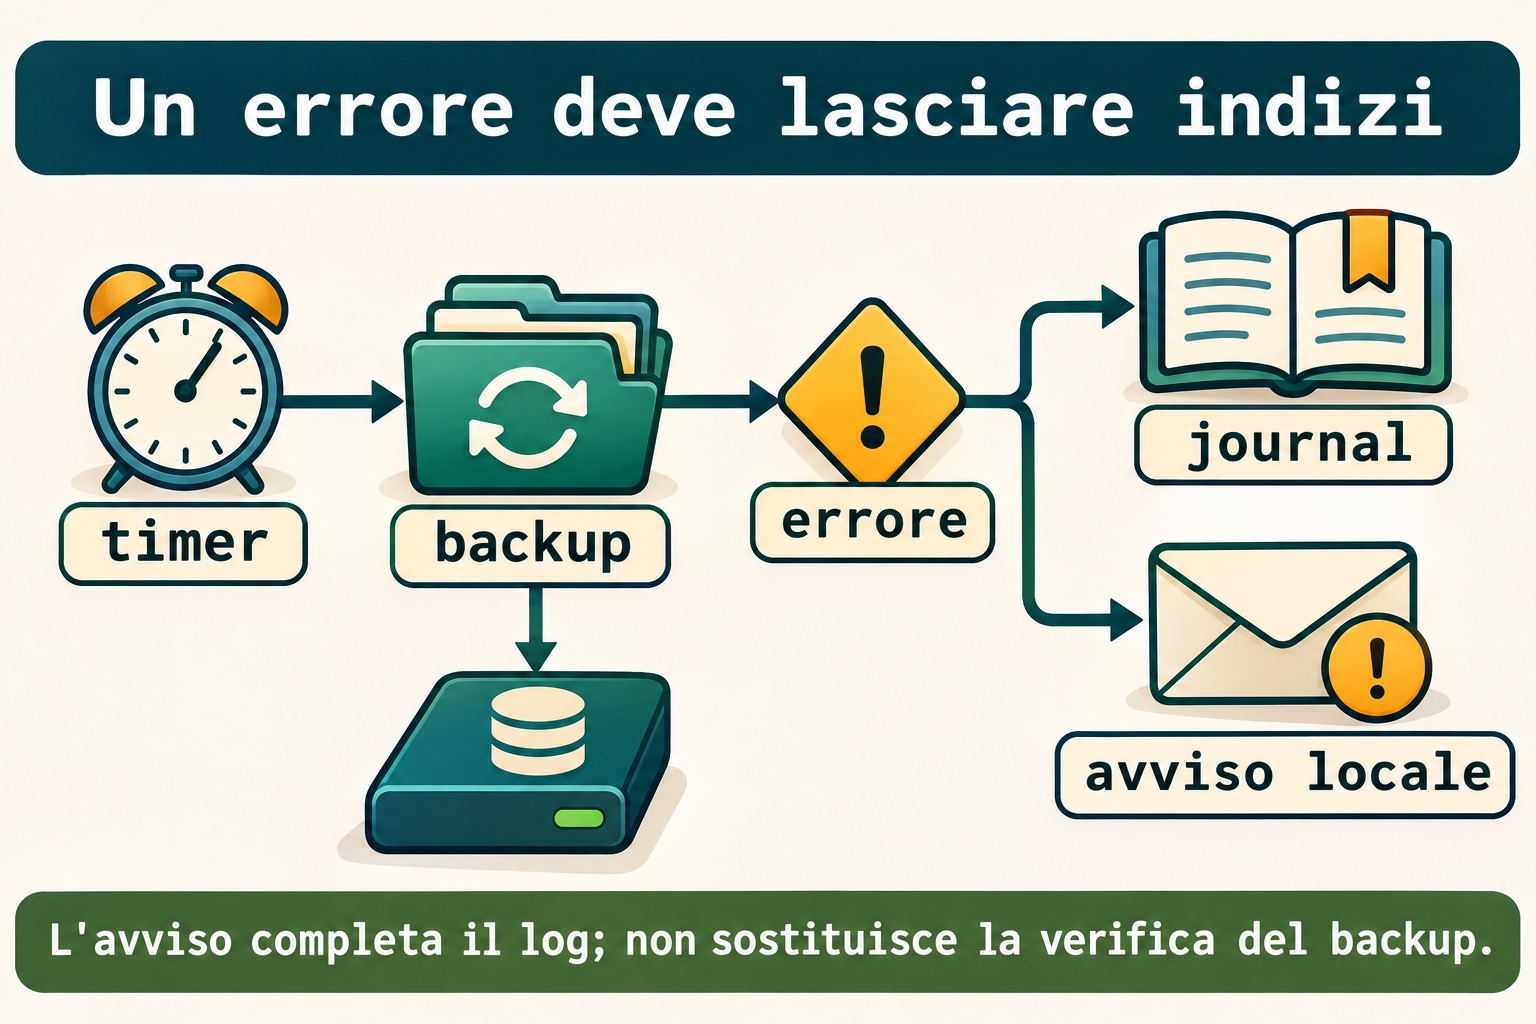 Un errore deve lasciare indizi
timer
backup
errore
journal
avviso locale
L'avviso completa il log; non sostituisce la verifica del backup.